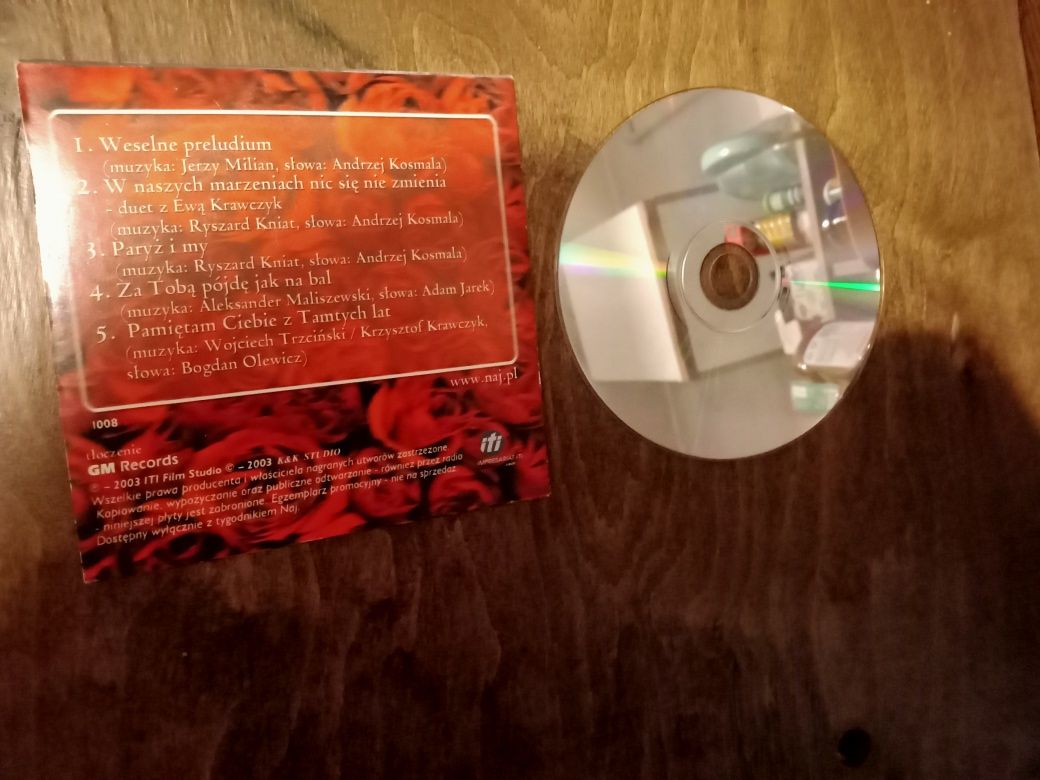 1. Weselne preludium
(muzyka: Jerzy Milian, słowa: Andrzej Kosmala)
2. W naszych marzeniach nic się nie zmienia
- duet z Ewą Krawczyk
(muzyka: Ryszard Kniat, słowa: Andrzej Kosmala)
3. Paryż i my
(muzyka: Ryszard Kniat, słowa: Andrzej Kosmala)
4. Za Tobą pójdę jak na bal
(muzyka: Aleksander Maliszewski, słowa: Adam Jarek)
5. Pamiętam Ciebie z Tamtych lat
(muzyka: Wojciech Trzciński / Krzysztof Krawczyk,
słowa: Bogdan Olewicz)
www.naj.pl
1008
tłoczenie
GM Records
℗ – 2003 ITI Film Studio © – 2003 K&K STUDIO
Wszelkie prawa producenta i właściciela nagranych utworów zastrzeżone
Kopiowanie, wypożyczanie oraz publiczne odtwarzanie - również przez radia
- niniejszej płyty jest zabronione. Egzemplarz promocyjny - nie na sprzedaż.
Dostępny wyłącznie z tygodnikiem Naj.
iti
IMPRESARIAT ITI